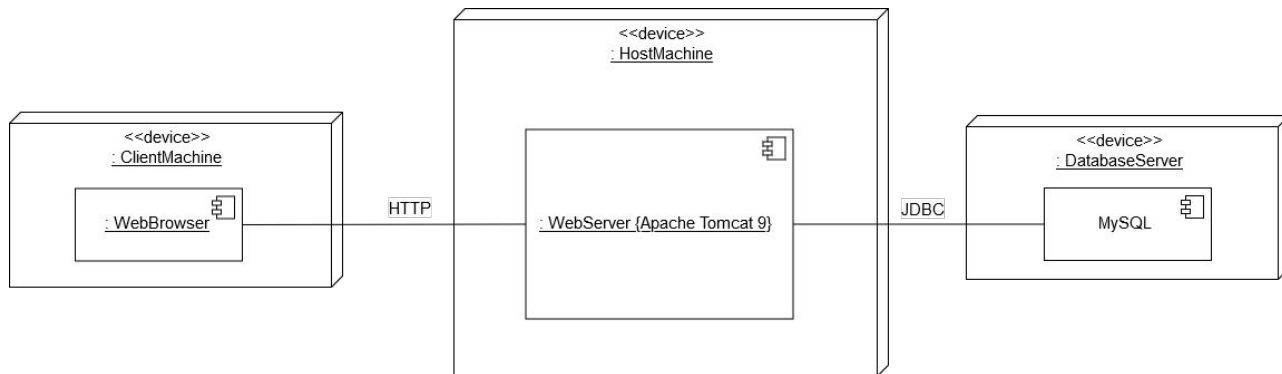 <<device>>
: HostMachine
<<device>>
: ClientMachine
<<device>>
: DatabaseServer
: WebBrowser
HTTP
: WebServer {Apache Tomcat 9}
JDBC
MySQL